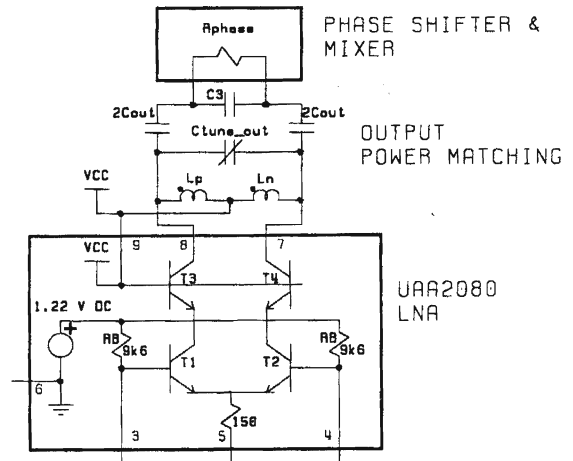 Rphase
PHASE SHIFTER &
MIXER
C3
2Cout
2Cout
Ctune_out
OUTPUT
POWER MATCHING
VCC
Lp
Ln
9
8
7
VCC
T3
T4
UAA2080
LNA
1.22 V DC
+
RB
9k6
T1
T2
RB
9k6
6
150
3
5
4